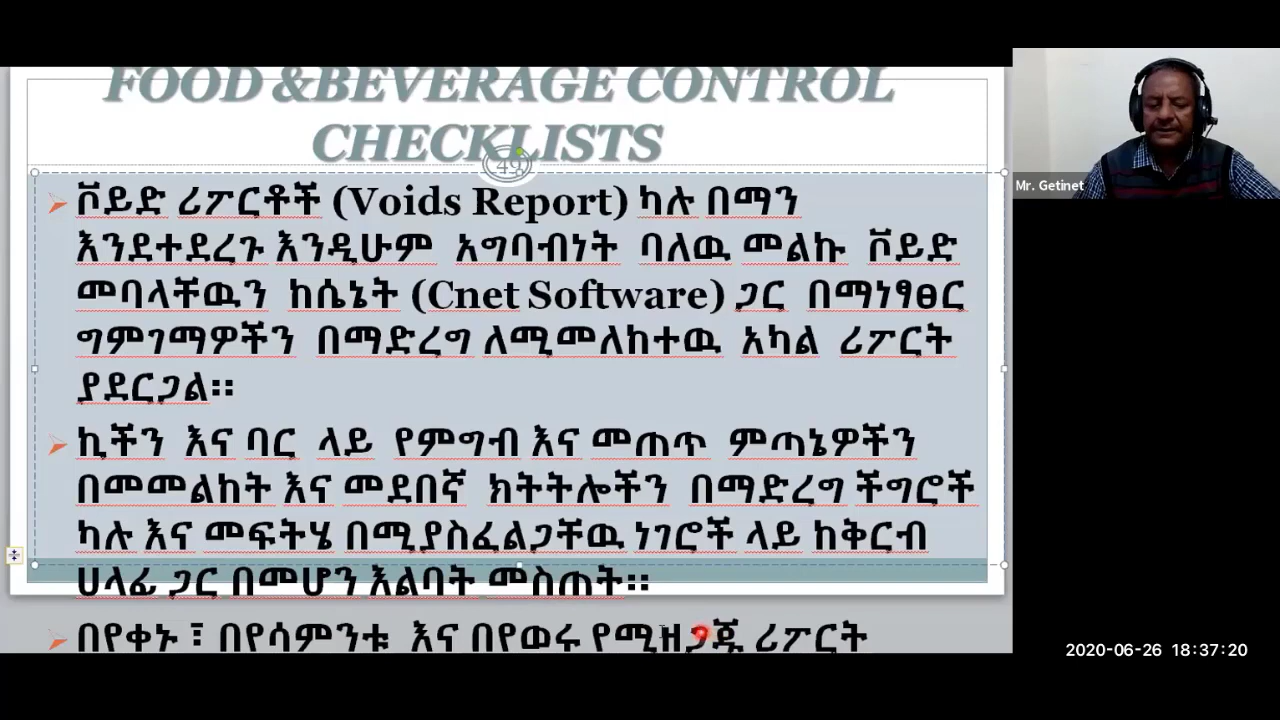 FOOD &BEVERAGE CONTROL
CHECKLISTS
49
ቮይድ ሪፖርቶች (Voids Report) ካሉ በማን
እንደተደረጉ እንዲሁም አግባብነት ባለዉ መልኩ ቮይድ
መባላቸዉን ከሴኔት (Cnet Software) ጋር በማነፃፀር
ግምገማዎችን በማድረግ ለሚመለከተዉ አካል ሪፖርት
ያደርጋል፡፡
ኪችን እና ባር ላይ የምግብ እና መጠጥ ምጣኔዎችን
በመመልከት እና መደበኛ ክትትሎችን በማድረግ ችግሮች
ካሉ እና መፍትሄ በሚያስፈልጋቸዉ ነገሮች ላይ ከቅርብ
ሀላፊ ጋር በመሆን እልባት መስጠት፡፡
በየቀኑ ፣ በየሳምንቱ እና በየወሩ የሚዘጋጁ ሪፖርት
Mr. Getinet
2020-06-26 18:37:20